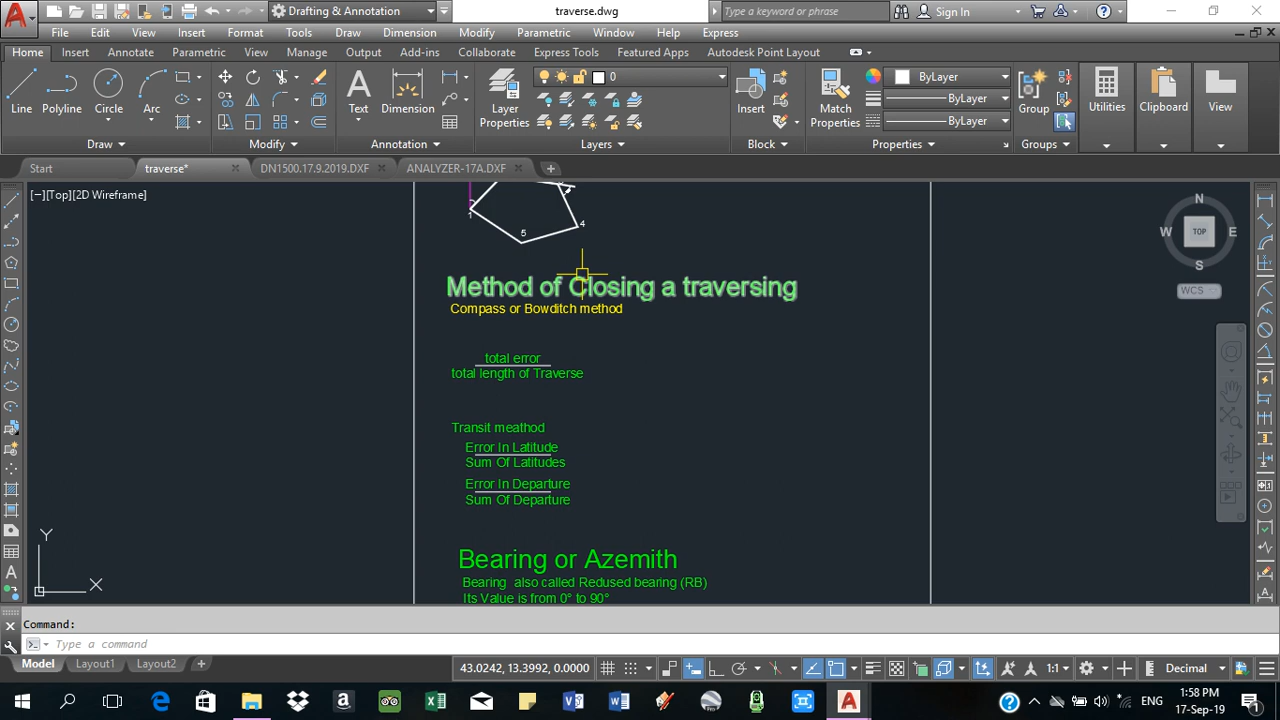 Drafting & Annotation
traverse.dwg
Type a keyword or phrase
Sign In
File Edit View Insert Format Tools Draw Dimension Modify Parametric Window Help Express
Home Insert Annotate Parametric View Manage Output Add-ins Collaborate Express Tools Featured Apps Autodesk Point Layout
Line Polyline Circle Arc
Text Dimension
Layer Properties
0
Insert
Match Properties
ByLayer
ByLayer
ByLayer
Group
Utilities
Clipboard
View
Draw Modify Annotation Layers Block Properties Groups
Start traverse* DN1500.17.9.2019.DXF ANALYZER-17A.DXF
[−][Top][2D Wireframe]
N
W TOP E
S
WCS
1
5
4
Method of Closing a traversing
Compass or Bowditch method
total error
total length of Traverse
Transit meathod
Error In Latitude
Sum Of Latitudes
Error In Departure
Sum Of Departure
Bearing or Azemith
Bearing also called Redused bearing (RB)
Its Value is from 0° to 90°
Y
X
Command:
Type a command
Model Layout1 Layout2
43.0242, 13.3992, 0.0000
1:1
Decimal
ENG
1:58 PM
17-Sep-19